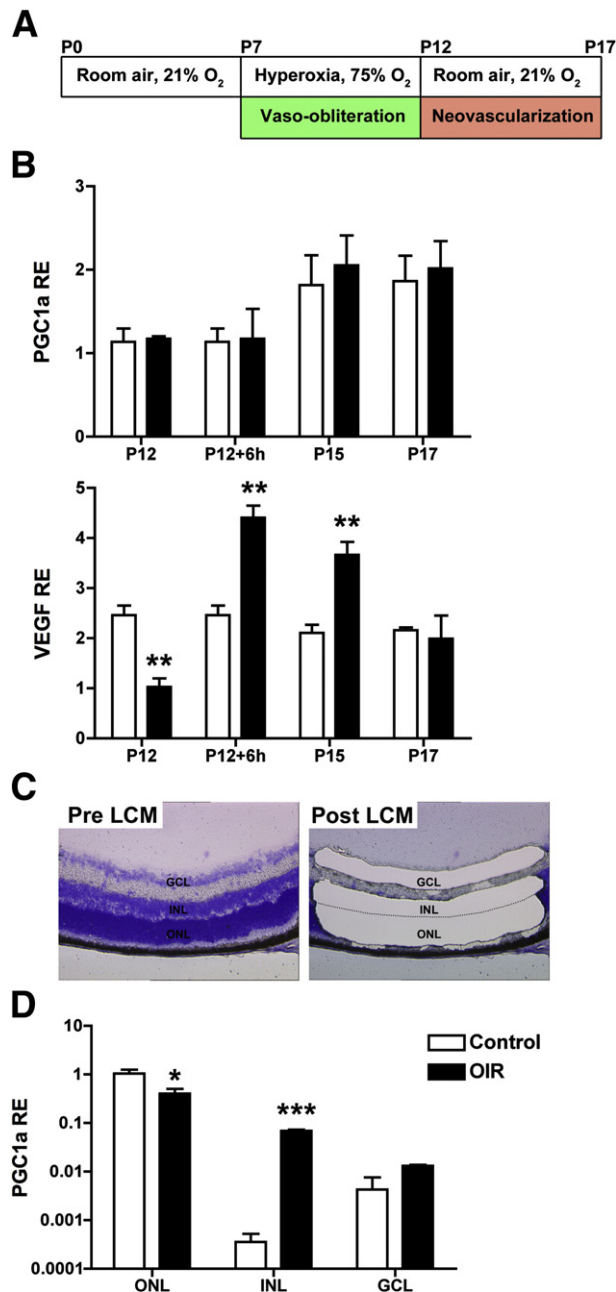 A
P0 P7 P12 P17
Room air, 21% O₂ Hyperoxia, 75% O₂ Room air, 21% O₂
Vaso-obliteration Neovascularization
B
3
2
1
0
PGC1a RE
P12 P12+6h P15 P17
5
4
3
2
1
0
VEGF RE
** ** **
P12 P12+6h P15 P17
C
Pre LCM Post LCM
GCL GCL
INL INL
ONL ONL
D
10
1
0.1
0.01
0.001
0.0001
PGC1a RE
* ***
Control
OIR
ONL INL GCL